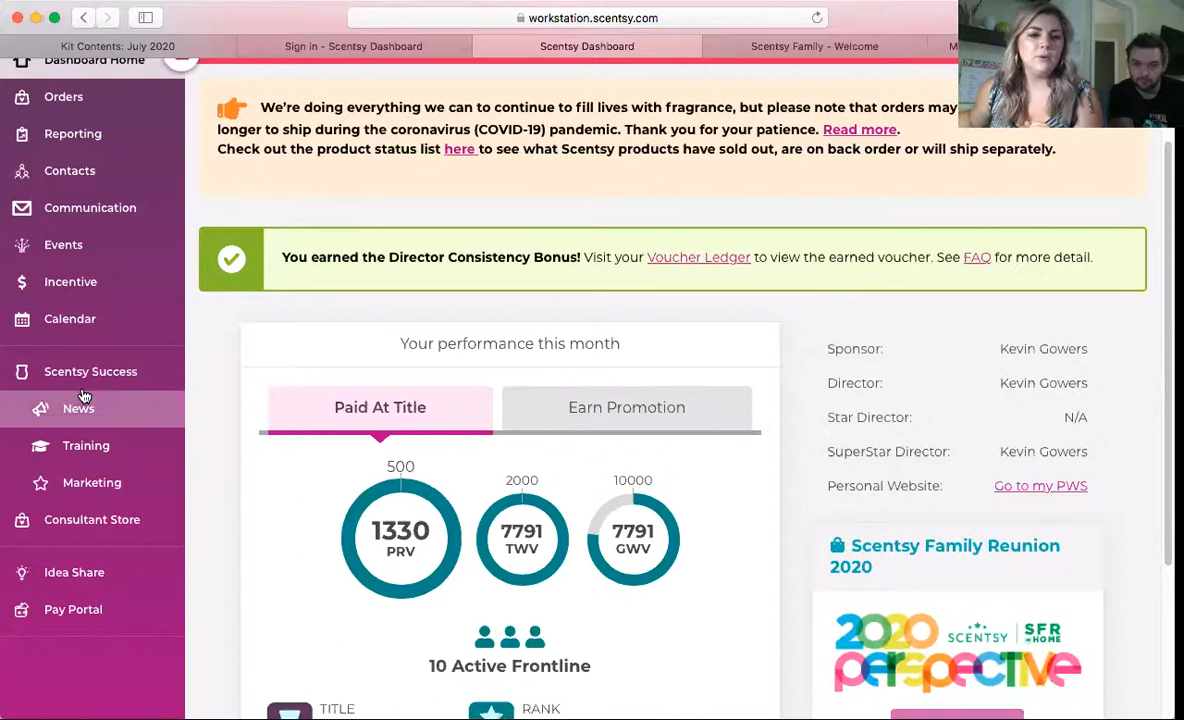 workstation.scentsy.com
Kit Contents: July 2020
Sign in - Scentsy Dashboard
Scentsy Dashboard
Scentsy Family - Welcome
Dashboard Home
Orders
Reporting
Contacts
Communication
Events
Incentive
Calendar
Scentsy Success
News
Training
Marketing
Consultant Store
Idea Share
Pay Portal
We're doing everything we can to continue to fill lives with fragrance, but please note that orders may
longer to ship during the coronavirus (COVID-19) pandemic. Thank you for your patience. Read more.
Check out the product status list here to see what Scentsy products have sold out, are on back order or will ship separately.
You earned the Director Consistency Bonus! Visit your Voucher Ledger to view the earned voucher. See FAQ for more detail.
Your performance this month
Paid At Title
Earn Promotion
500
1330
PRV
2000
7791
TWV
10000
7791
GWV
10 Active Frontline
TITLE
RANK
Sponsor: Kevin Gowers
Director: Kevin Gowers
Star Director: N/A
SuperStar Director: Kevin Gowers
Personal Website: Go to my PWS
Scentsy Family Reunion
2020
2020
SCENTSY
SFR
AT HOME
perspective